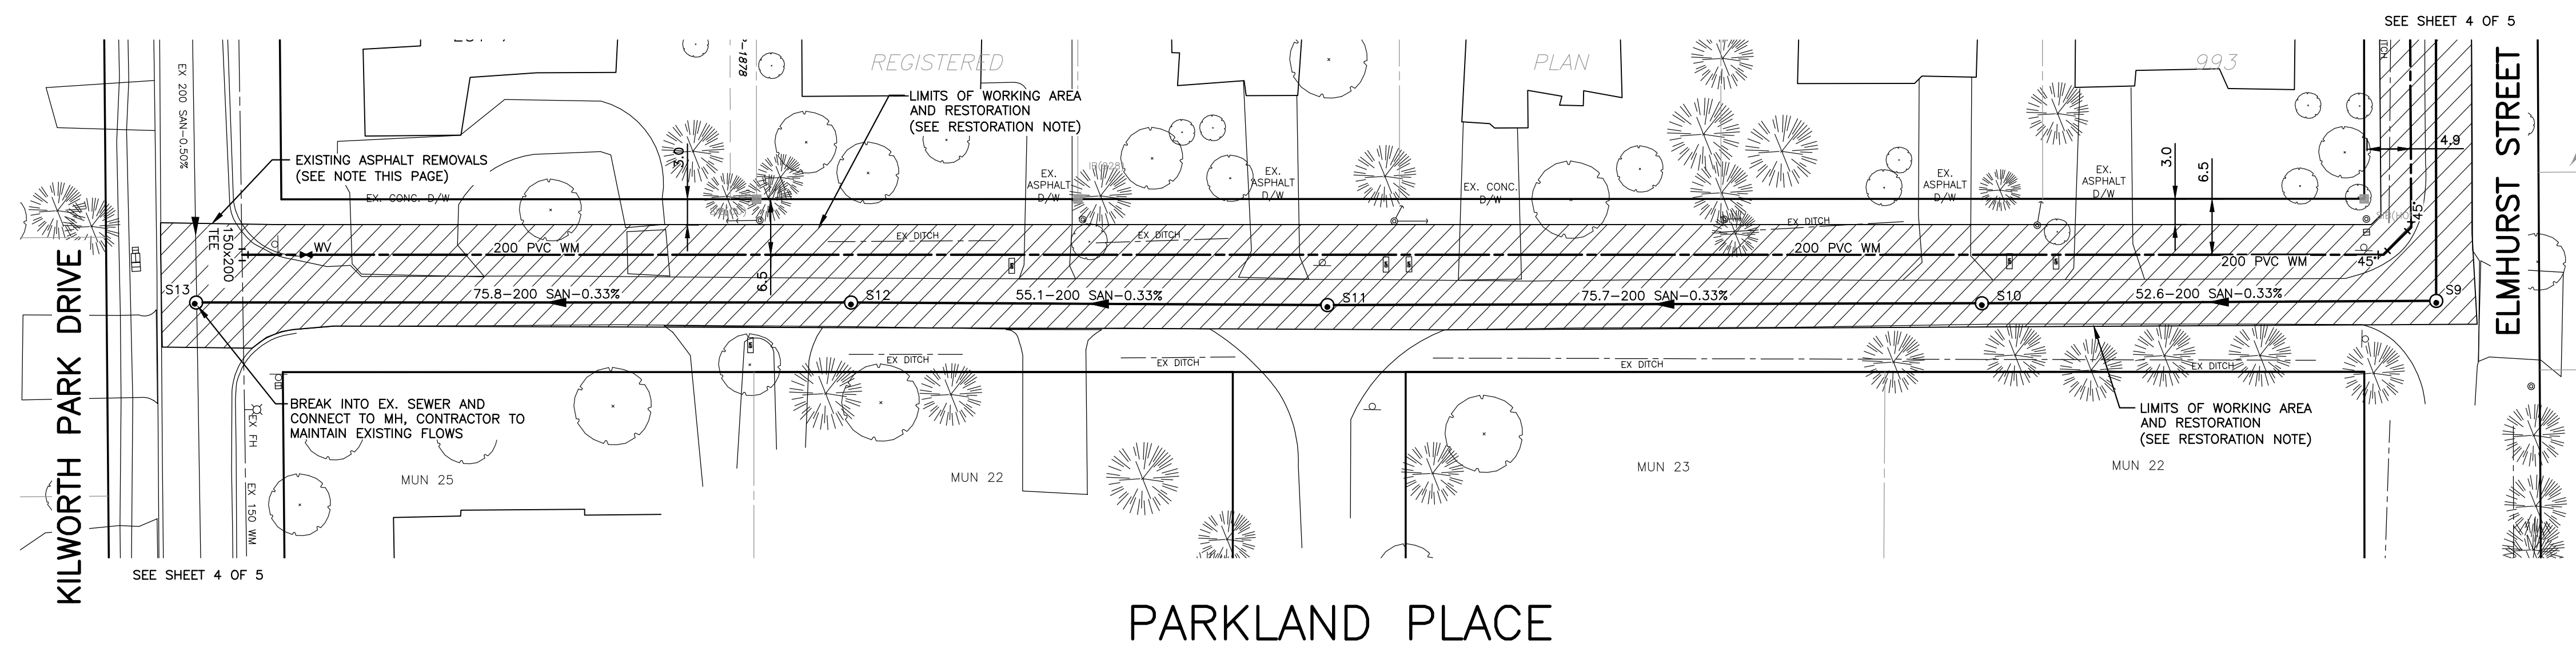 SEE SHEET 4 OF 5
REGISTERED
PLAN
993
-1878
EX 200 SAN-0.50%
LIMITS OF WORKING AREA
AND RESTORATION
(SEE RESTORATION NOTE)
EXISTING ASPHALT REMOVALS
(SEE NOTE THIS PAGE)
EX. CONC. D/W
3.0
EX.
ASPHALT
D/W
EX.
ASPHALT
D/W
EX. CONC.
D/W
EX.
ASPHALT
D/W
EX.
ASPHALT
D/W
3.0
6.5
4.9
ELMHURST STREET
150x200
TEE
WV
200 PVC WM
EX DITCH
EX DITCH
EX DITCH
200 PVC WM
200 PVC WM
45°
45°
6.5
S13
75.8-200 SAN-0.33%
S12
55.1-200 SAN-0.33%
S11
75.7-200 SAN-0.33%
S10
52.6-200 SAN-0.33%
S9
KILWORTH PARK DRIVE
EX DITCH
EX DITCH
EX DITCH
EX DITCH
BREAK INTO EX. SEWER AND
CONNECT TO MH, CONTRACTOR TO
MAINTAIN EXISTING FLOWS
LIMITS OF WORKING AREA
AND RESTORATION
(SEE RESTORATION NOTE)
EX FH
EX 150 WM
MUN 25
MUN 22
MUN 23
MUN 22
SEE SHEET 4 OF 5
PARKLAND PLACE